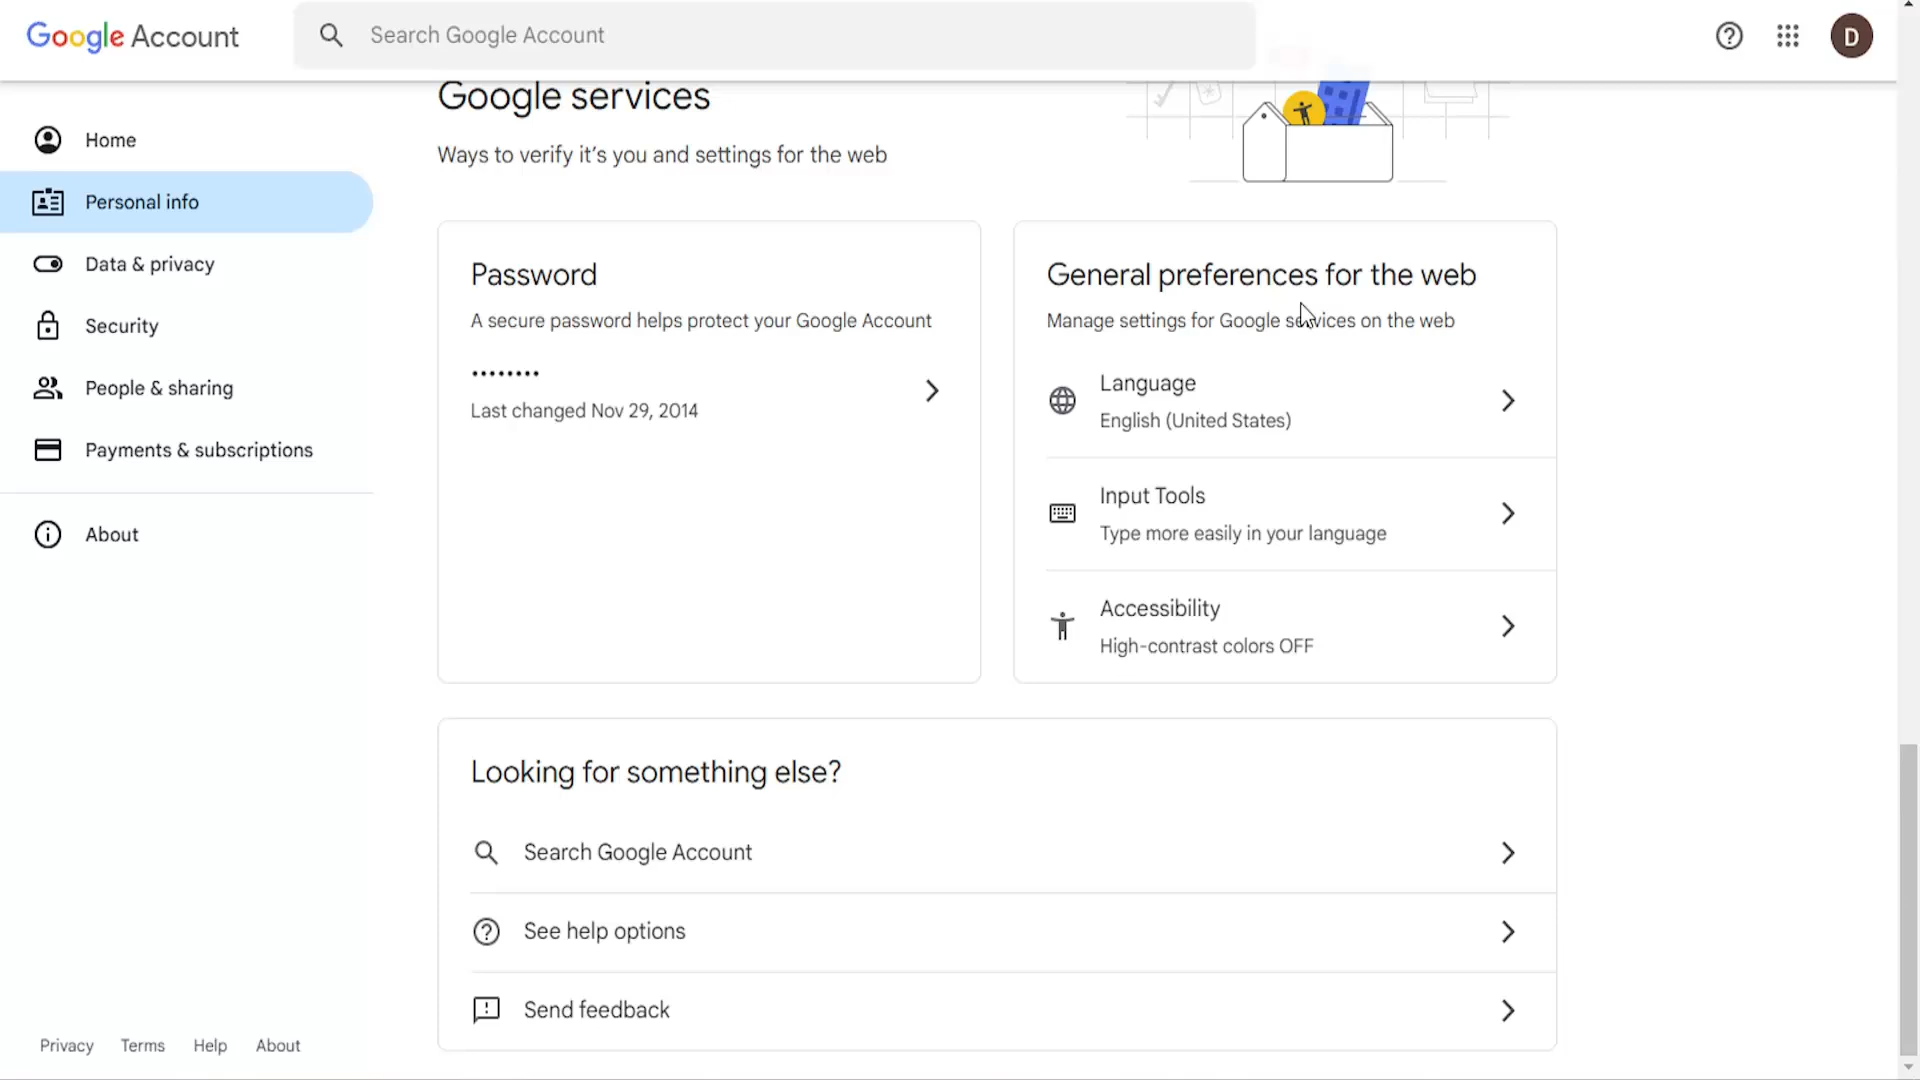 Google Account
Search Google Account
D
Home
Personal info
Data & privacy
Security
People & sharing
Payments & subscriptions
About
Privacy Terms Help About
Google services
Ways to verify it’s you and settings for the web
Password
A secure password helps protect your Google Account
••••••••
Last changed Nov 29, 2014
General preferences for the web
Manage settings for Google services on the web
Language
English (United States)
Input Tools
Type more easily in your language
Accessibility
High-contrast colors OFF
Looking for something else?
Search Google Account
See help options
Send feedback